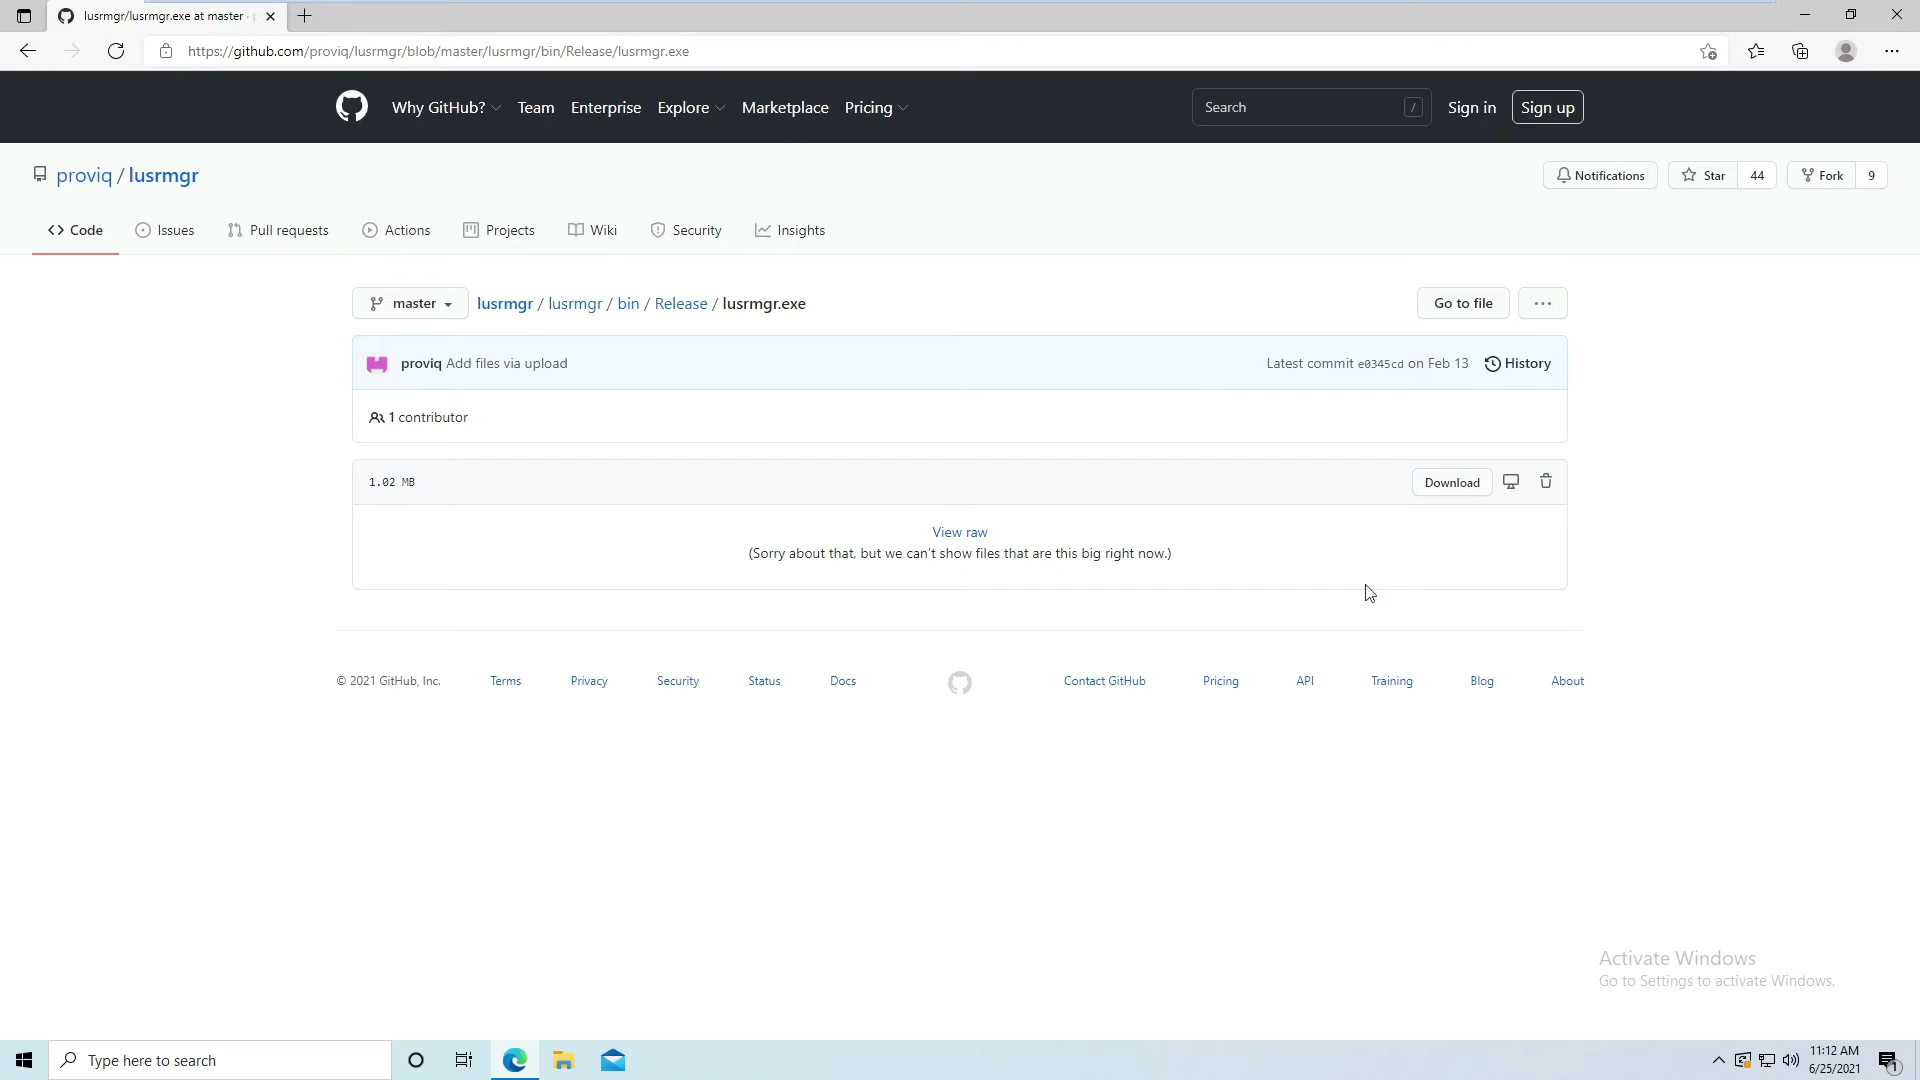 lusrmgr/lusrmgr.exe at master ·
https://github.com/proviq/lusrmgr/blob/master/lusrmgr/bin/Release/lusrmgr.exe
Why GitHub? Team Enterprise Explore Marketplace Pricing Search / Sign in Sign up
proviq / lusrmgr Notifications Star 44 Fork 9
Code Issues Pull requests Actions Projects Wiki Security Insights
master lusrmgr / lusrmgr / bin / Release / lusrmgr.exe Go to file
proviq Add files via upload Latest commit e0345cd on Feb 13 History
1 contributor
1.02 MB Download
View raw
(Sorry about that, but we can't show files that are this big right now.)
© 2021 GitHub, Inc. Terms Privacy Security Status Docs Contact GitHub Pricing API Training Blog About
Activate Windows
Go to Settings to activate Windows.
Type here to search
11:12 AM
6/25/2021
1